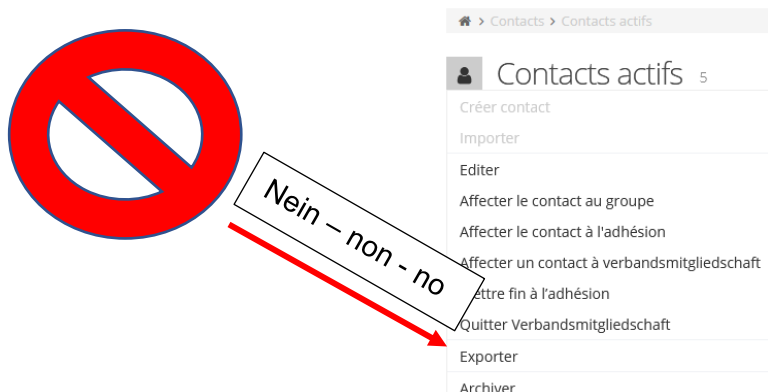 Contacts > Contacts actifs
Contacts actifs 5
Créer contact
Importer
Editer
Affecter le contact au groupe
Affecter le contact à l'adhésion
Affecter un contact à verbandsmitgliedschaft
ettre fin à l'adhésion
Quitter Verbandsmitgliedschaft
Exporter
Archiver
Nein – non - no